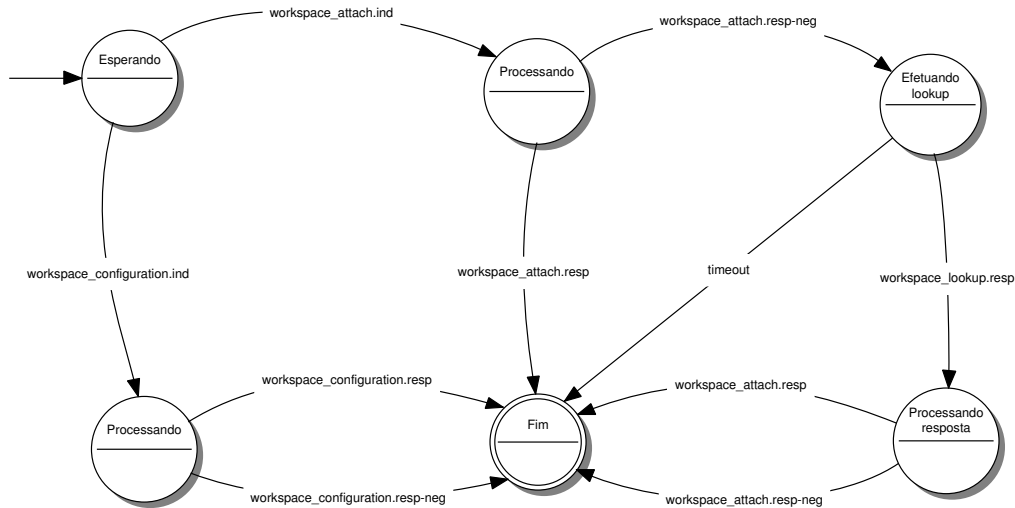 workspace_attach.ind
workspace_attach.resp-neg
Esperando
Processando
Efetuando
lookup
workspace_configuration.ind
workspace_attach.resp
timeout
workspace_lookup.resp
workspace_configuration.resp
workspace_attach.resp
Processando
Fim
Processando
resposta
workspace_configuration.resp-neg
workspace_attach.resp-neg